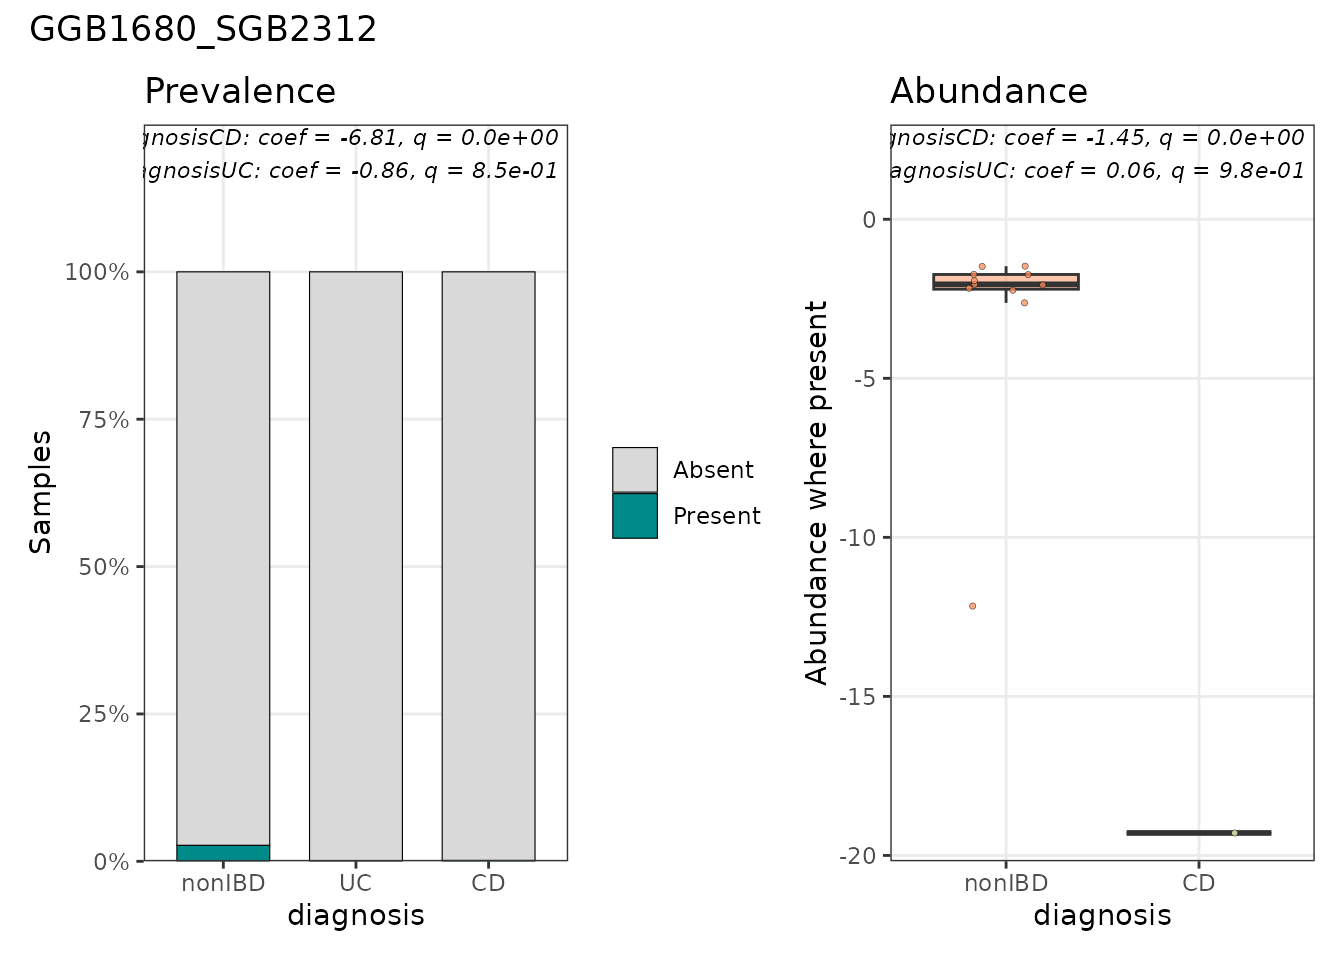 GGB1680_SGB2312
Prevalence
gnosisCD: coef = -6.81, q = 0.0e+00
agnosisUC: coef = -0.86, q = 8.5e-01
100%
75%
50%
25%
0%
Samples
nonIBD UC CD
diagnosis
Absent
Present
Abundance
gnosisCD: coef = -1.45, q = 0.0e+00
agnosisUC: coef = 0.06, q = 9.8e-01
0
-5
-10
-15
-20
Abundance where present
nonIBD CD
diagnosis